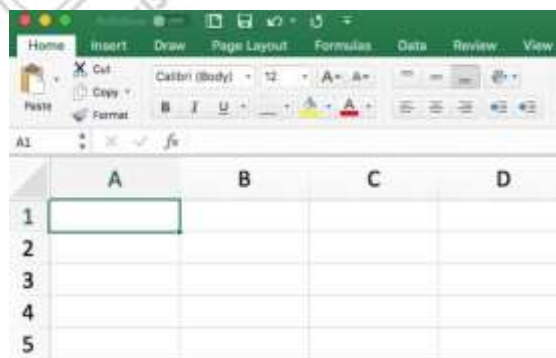 Home Insert Draw Page Layout Formulas Data Review View
Cut
Calibri (Body) 12 A A
Copy
Paste
B I U A
Format
A1 fx
A B C D
1
2
3
4
5